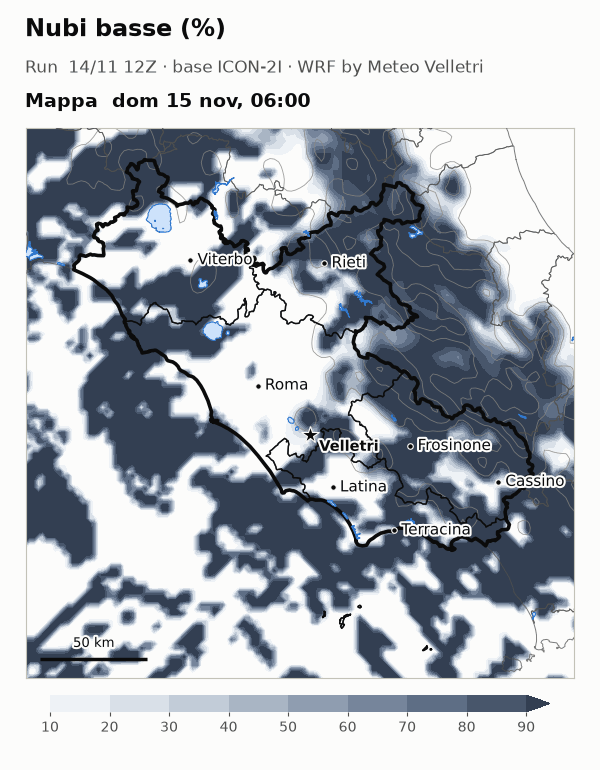 Nubi basse (%)
Run  14/11 12Z · base ICON-2I · WRF by Meteo Velletri
Mappa  dom 15 nov, 06:00
Viterbo
Rieti
Roma
Velletri
Frosinone
Latina
Cassino
Terracina
50 km
10 20 30 40 50 60 70 80 90